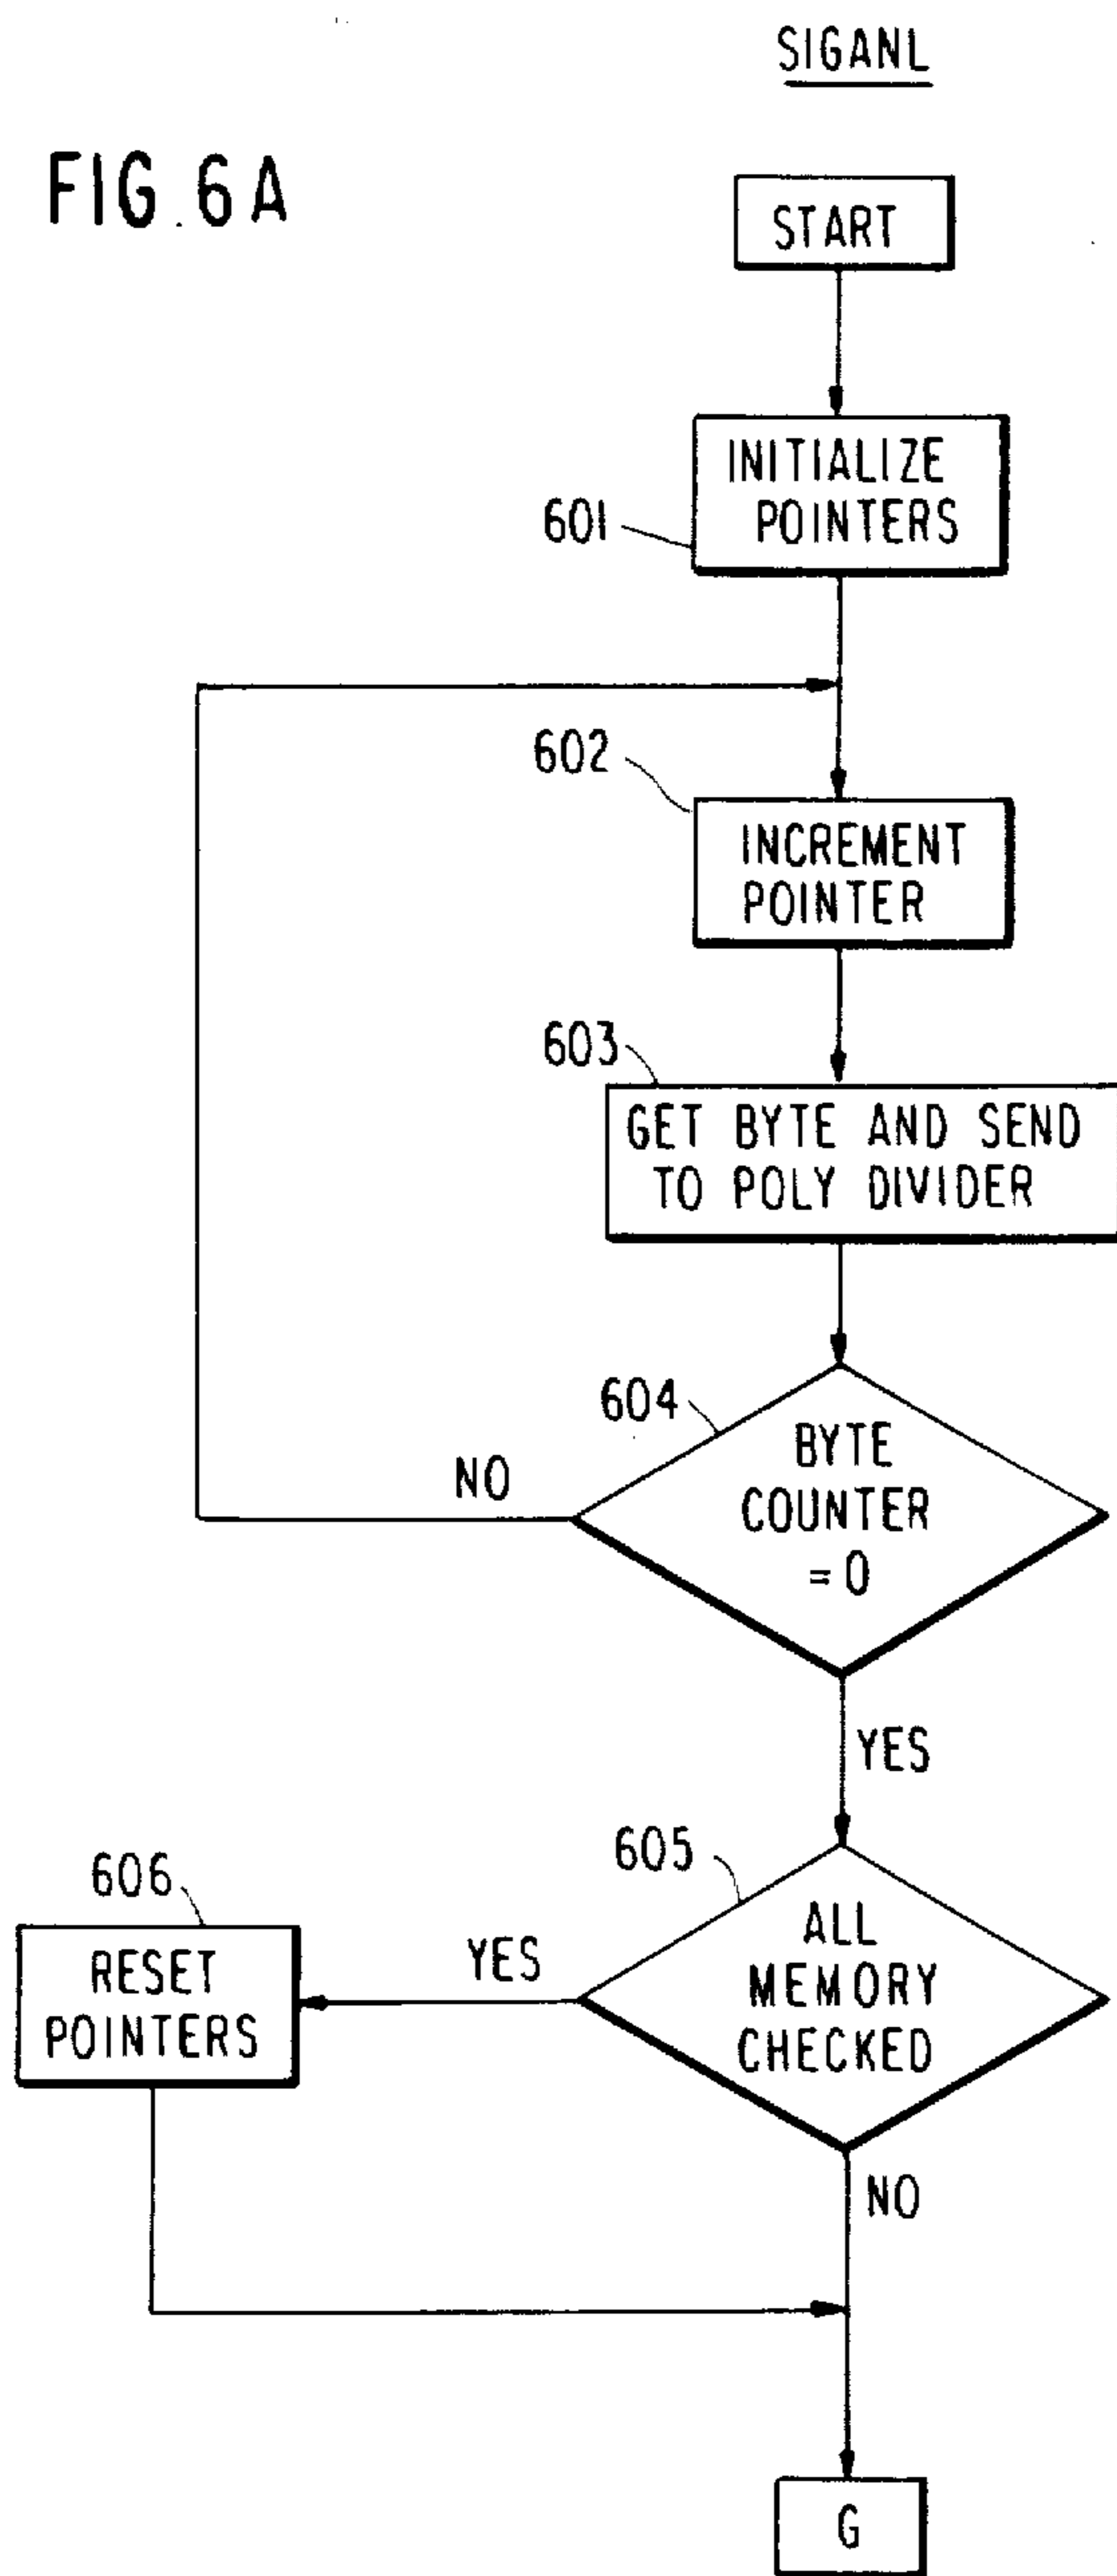 SIGANL
FIG. 6A
START
INITIALIZE
POINTERS
601
602
INCREMENT
POINTER
603
GET BYTE AND SEND
TO POLY DIVIDER
604
BYTE
COUNTER
= 0
NO
YES
605
ALL
MEMORY
CHECKED
YES
606
RESET
POINTERS
NO
G